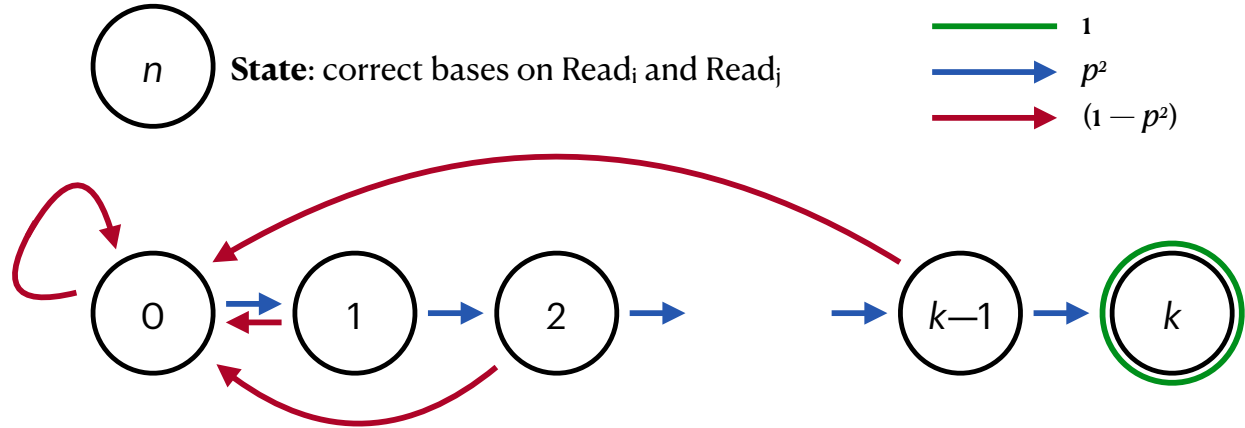 n
State: correct bases on Readᵢ and Readⱼ
1
p²
(1 — p²)
0
1
2
k—1
k